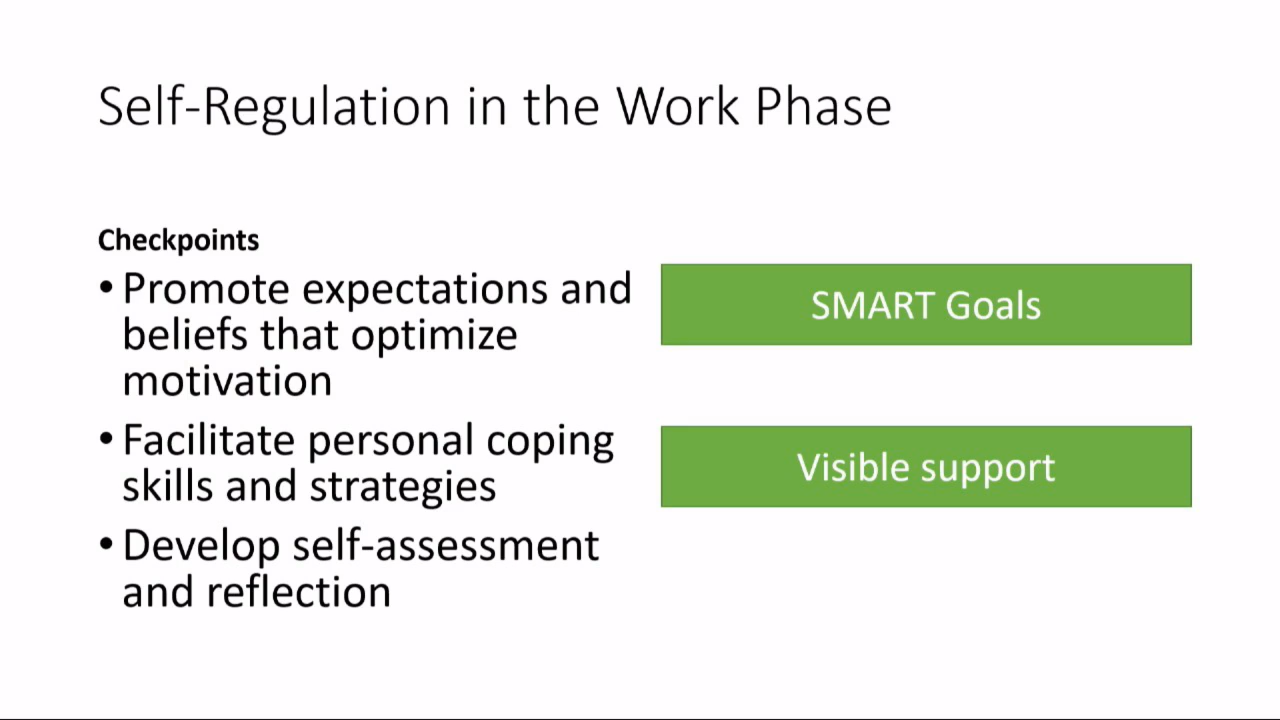 Self-Regulation in the Work Phase
Checkpoints
• Promote expectations and
beliefs that optimize
motivation
• Facilitate personal coping
skills and strategies
• Develop self-assessment
and reflection
SMART Goals
Visible support